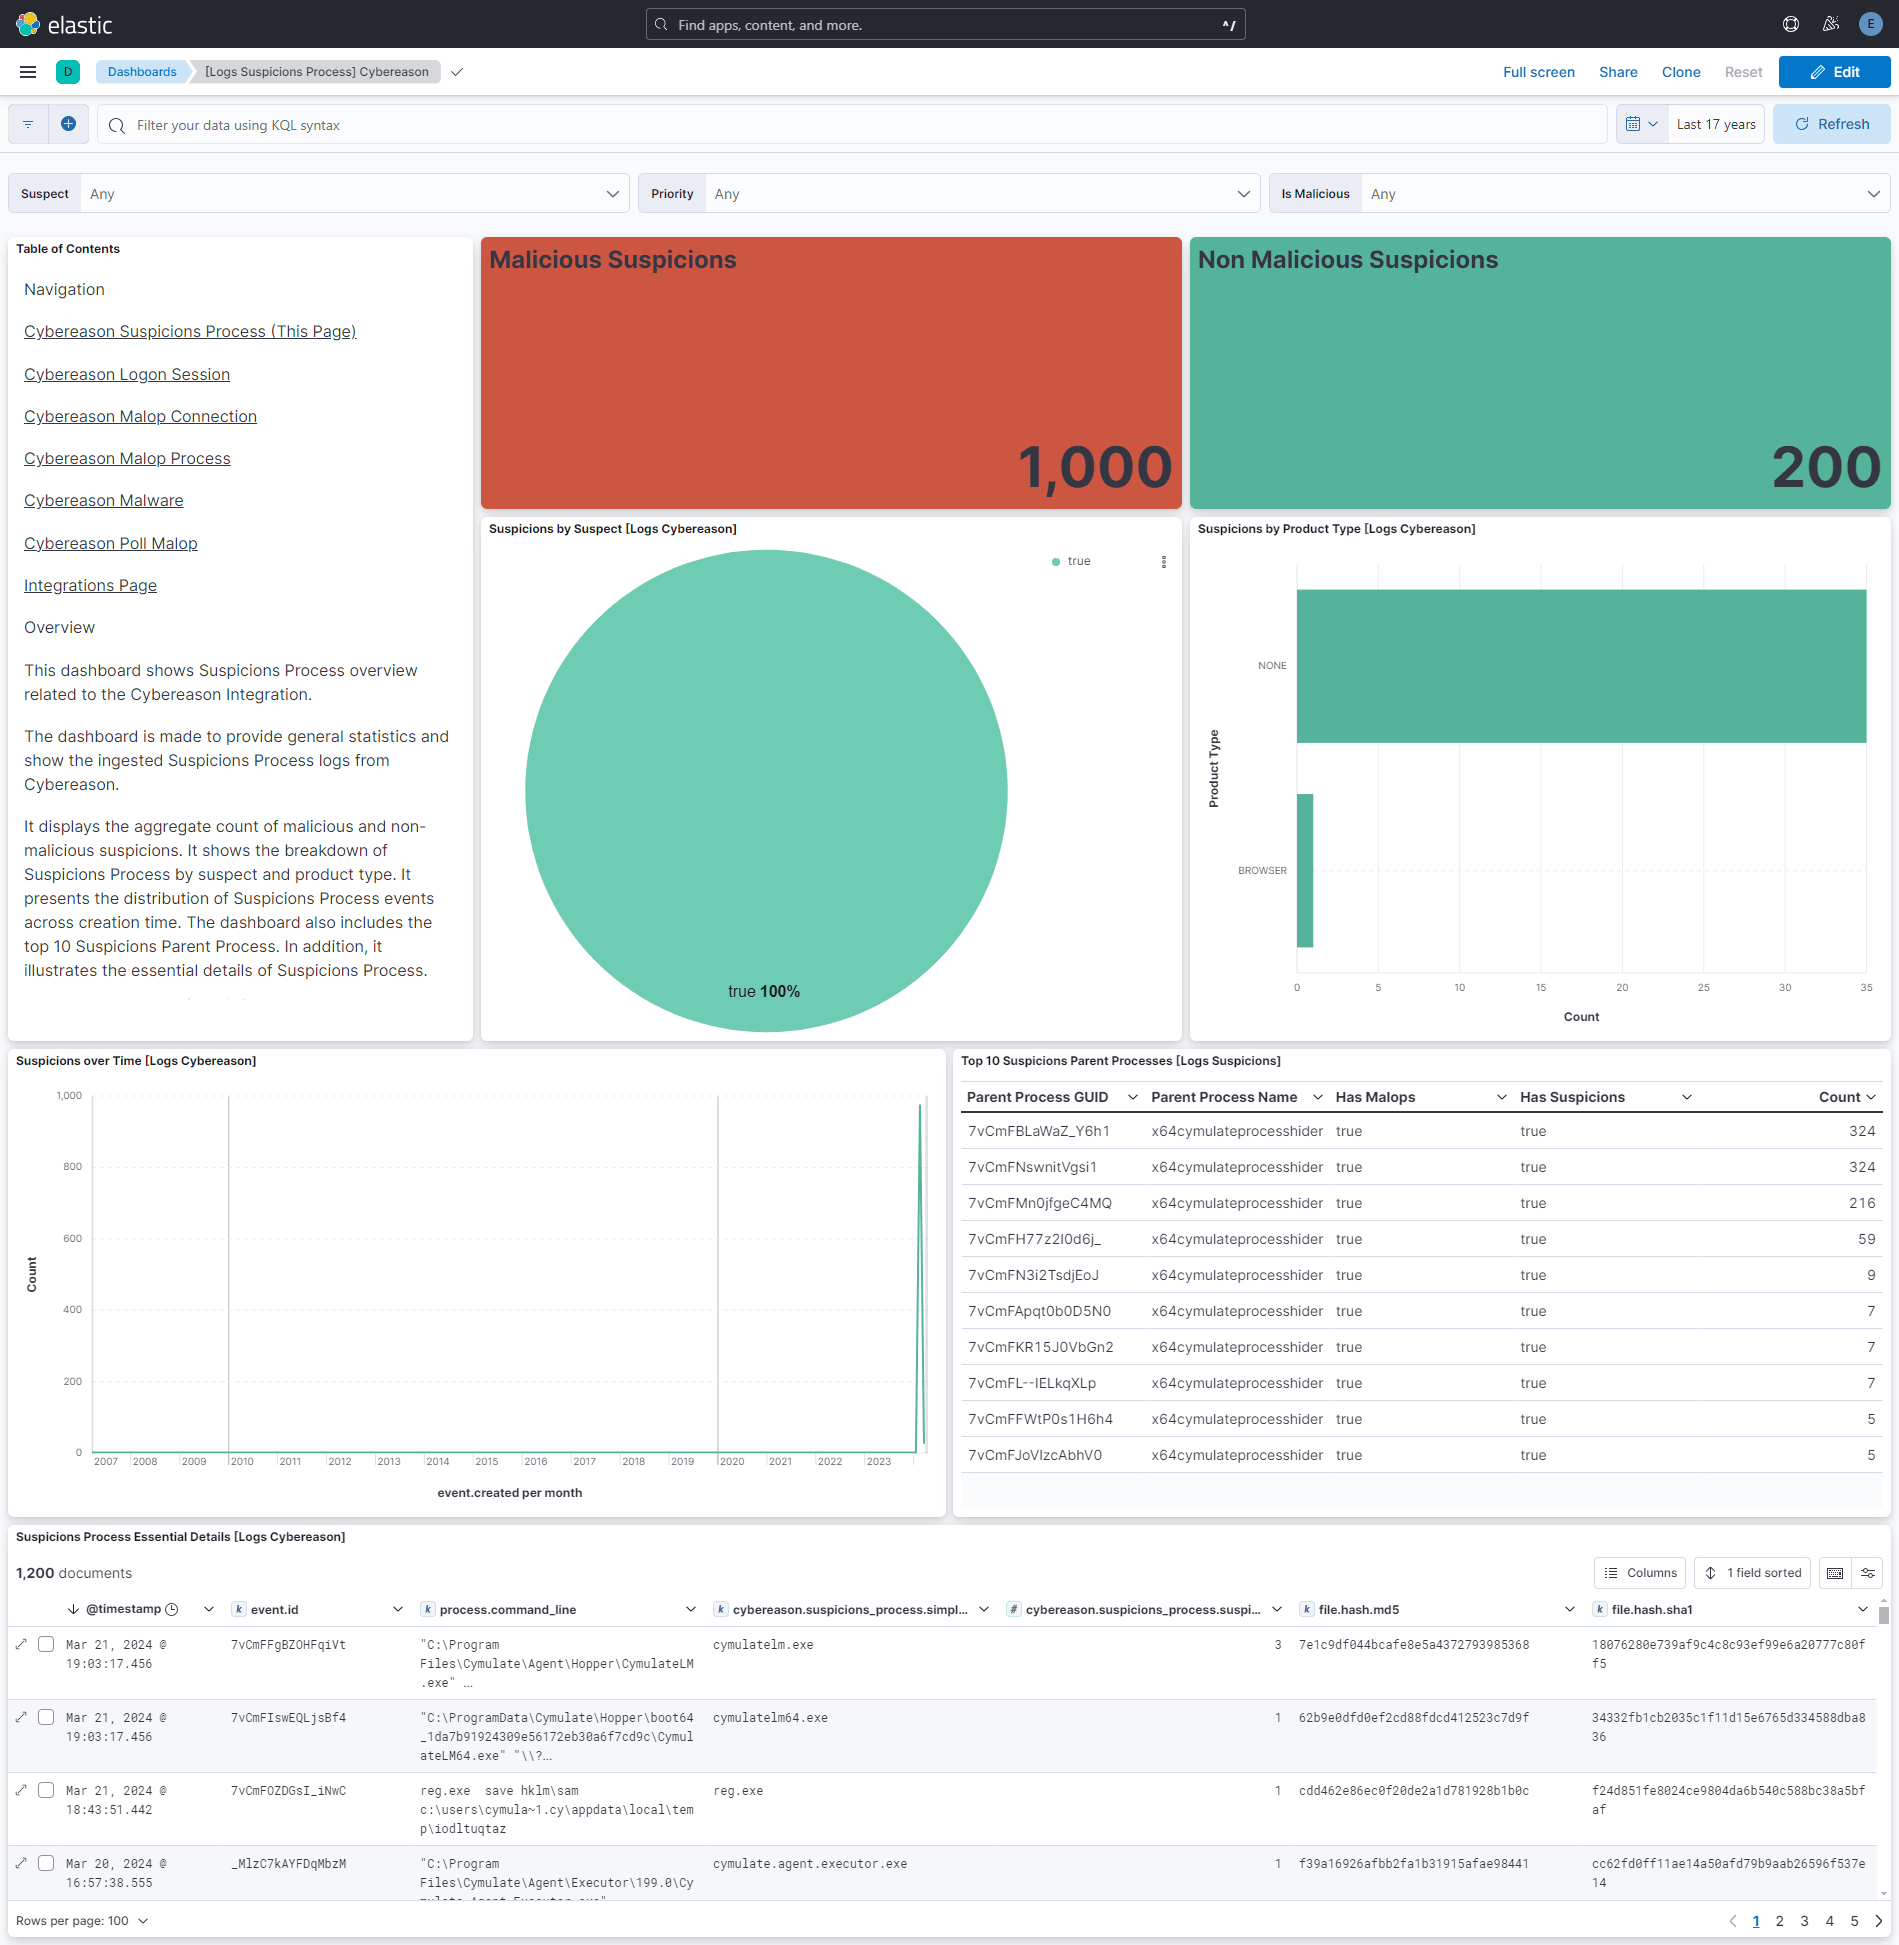 elastic
Find apps, content, and more.
^/
E
D
Dashboards
[Logs Suspicions Process] Cybereason
Full screen
Share
Clone
Reset
Edit
Filter your data using KQL syntax
Last 17 years
Refresh
Suspect
Any
Priority
Any
Is Malicious
Any
Table of Contents
Navigation
Cybereason Suspicions Process (This Page)
Cybereason Logon Session
Cybereason Malop Connection
Cybereason Malop Process
Cybereason Malware
Cybereason Poll Malop
Integrations Page
Overview
This dashboard shows Suspicions Process overview
related to the Cybereason Integration.
The dashboard is made to provide general statistics and
show the ingested Suspicions Process logs from
Cybereason.
It displays the aggregate count of malicious and non-
malicious suspicions. It shows the breakdown of
Suspicions Process by suspect and product type. It
presents the distribution of Suspicions Process events
across creation time. The dashboard also includes the
top 10 Suspicions Parent Process. In addition, it
illustrates the essential details of Suspicions Process.
Malicious Suspicions
1,000
Non Malicious Suspicions
200
Suspicions by Suspect [Logs Cybereason]
true
true 100%
Suspicions by Product Type [Logs Cybereason]
Product Type
NONE
BROWSER
0 5 10 15 20 25 30 35
Count
Suspicions over Time [Logs Cybereason]
Count
1,000
800
600
400
200
0
2007 2008 2009 2010 2011 2012 2013 2014 2015 2016 2017 2018 2019 2020 2021 2022 2023
event.created per month
Top 10 Suspicions Parent Processes [Logs Suspicions]
Parent Process GUID Parent Process Name Has Malops Has Suspicions Count
7vCmFBLaWaZ_Y6h1 x64cymulateprocesshider true true 324
7vCmFNswnitVgsi1 x64cymulateprocesshider true true 324
7vCmFMn0jfgeC4MQ x64cymulateprocesshider true true 216
7vCmFH77z2I0d6j_ x64cymulateprocesshider true true 59
7vCmFN3i2TsdjEoJ x64cymulateprocesshider true true 9
7vCmFApqt0b0D5N0 x64cymulateprocesshider true true 7
7vCmFKR15J0VbGn2 x64cymulateprocesshider true true 7
7vCmFL--IELkqXLp x64cymulateprocesshider true true 7
7vCmFFWtP0s1H6h4 x64cymulateprocesshider true true 5
7vCmFJoVIzcAbhV0 x64cymulateprocesshider true true 5
Suspicions Process Essential Details [Logs Cybereason]
1,200 documents
Columns
1 field sorted
@timestamp k event.id k process.command_line k cybereason.suspicions_process.simpl... # cybereason.suspicions_process.suspi... k file.hash.md5 k file.hash.sha1
Mar 21, 2024 @ 7vCmFFgBZOHFqiVt "C:\Program cymulatelm.exe 3 7e1c9df044bcafe8e5a4372793985368 18076280e739af9c4c8c93ef99e6a20777c80f
19:03:17.456 Files\Cymulate\Agent\Hopper\CymulateLM f5
.exe" ...
Mar 21, 2024 @ 7vCmFIswEQLjsBf4 "C:\ProgramData\Cymulate\Hopper\boot64 cymulatelm64.exe 1 62b9e0dfd0ef2cd88fdcd412523c7d9f 34332fb1cb2035c1f11d15e6765d334588dba8
19:03:17.456 _1da7b91924309e56172eb30a6f7cd9c\Cymul 36
ateLM64.exe" "\\?...
Mar 21, 2024 @ 7vCmFOZDGsI_iNwC reg.exe save hklm\sam reg.exe 1 cdd462e86ec0f20de2a1d781928b1b0c f24d851fe8024ce9804da6b540c588bc38a5bf
18:43:51.442 c:\users\cymula~1.cy\appdata\local\tem af
p\iodltuqtaz
Mar 20, 2024 @ _MlzC7kAYFDqMbzM "C:\Program cymulate.agent.executor.exe 1 f39a16926afbb2fa1b31915afae98441 cc62fd0ff11ae14a50afd79b9aab26596f537e
16:57:38.555 Files\Cymulate\Agent\Executor\199.0\Cy 14
Rows per page: 100
1 2 3 4 5